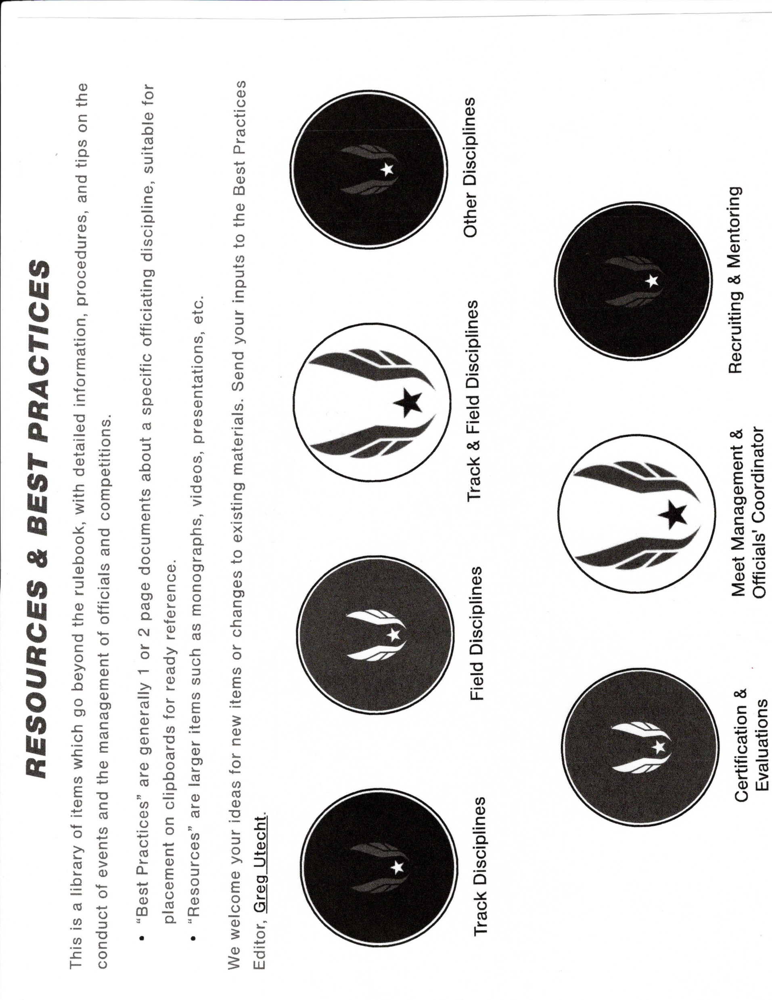 RESOURCES & BEST PRACTICES
This is a library of items which go beyond the rulebook, with detailed information, procedures, and tips on the
conduct of events and the management of officials and competitions.
• “Best Practices” are generally 1 or 2 page documents about a specific officiating discipline, suitable for
placement on clipboards for ready reference.
• “Resources” are larger items such as monographs, videos, presentations, etc.
We welcome your ideas for new items or changes to existing materials. Send your inputs to the Best Practices
Editor, Greg Utecht.
Track Disciplines
Field Disciplines
Track & Field Disciplines
Other Disciplines
Certification &
Evaluations
Meet Management &
Officials' Coordinator
Recruiting & Mentoring